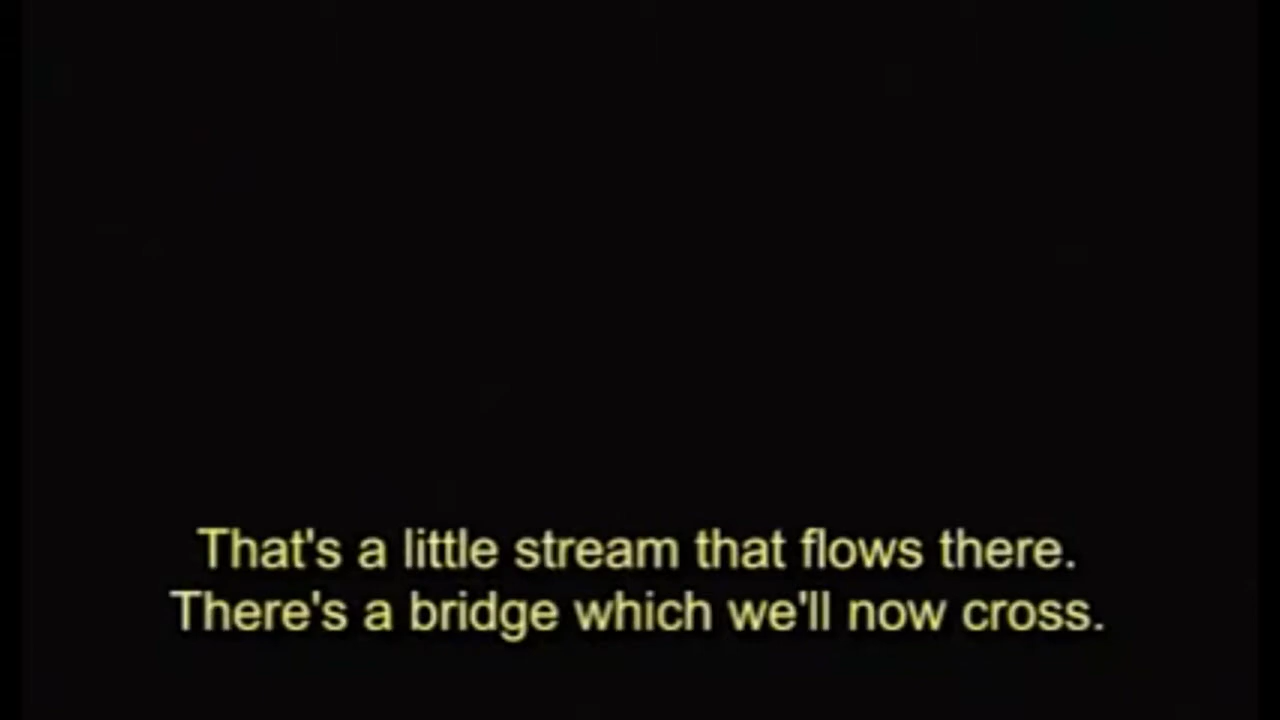 That's a little stream that flows there.
There's a bridge which we'll now cross.